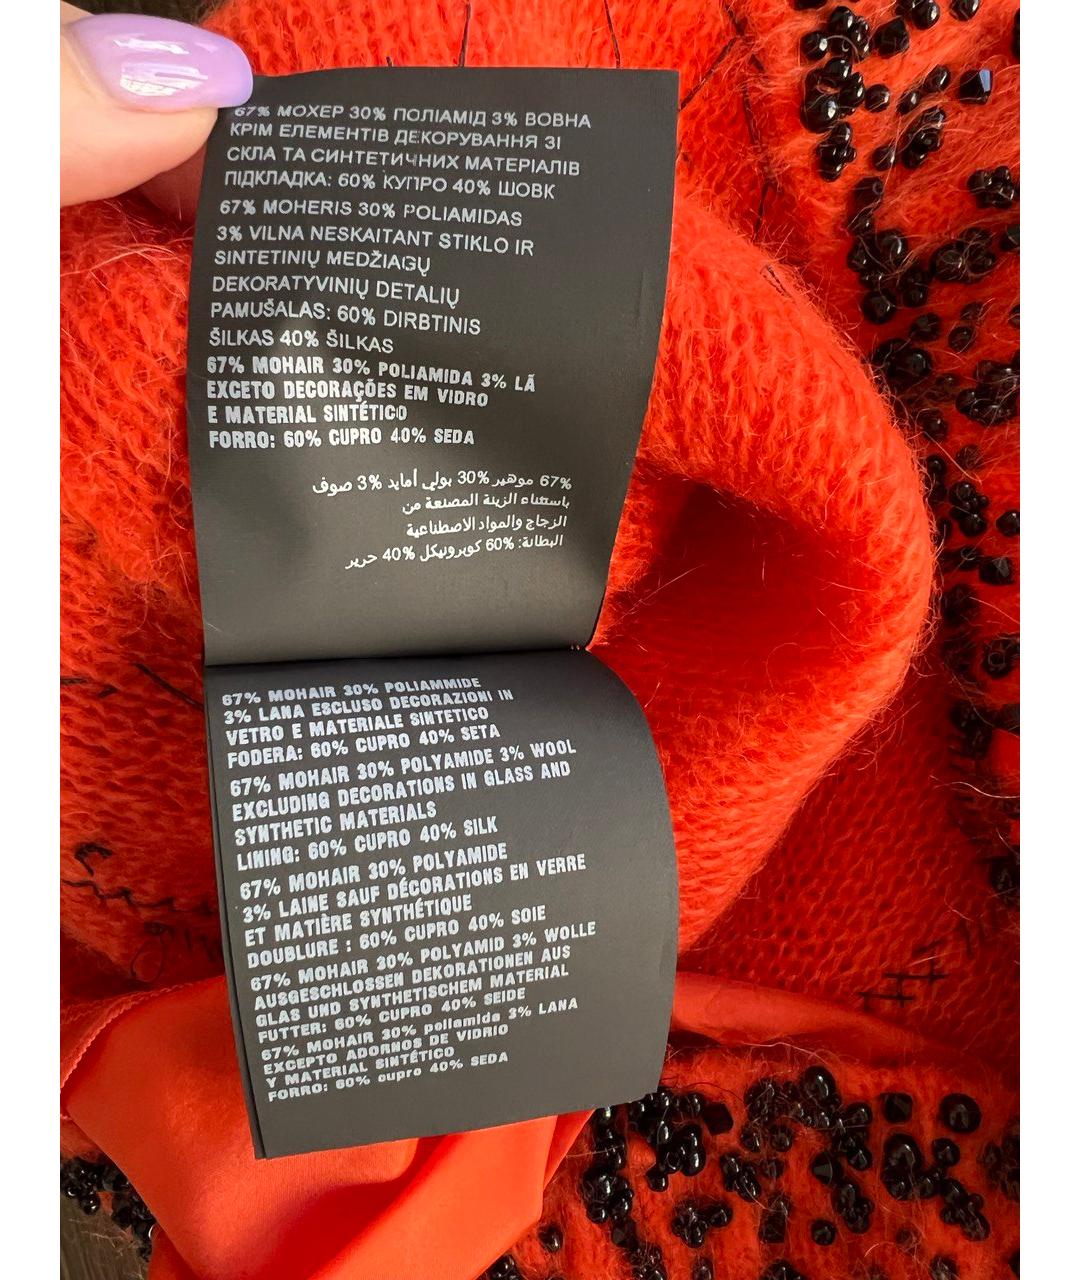 67% МОХЕР 30% ПОЛІАМІД 3% ВОВНА
КРІМ ЕЛЕМЕНТІВ ДЕКОРУВАННЯ ЗІ
СКЛА ТА СИНТЕТИЧНИХ МАТЕРІАЛІВ
ПІДКЛАДКА: 60% КУПРО 40% ШОВК
67% MOHERIS 30% POLIAMIDAS
3% VILNA NESKAITANT STIKLO IR
SINTETINIŲ MEDŽIAGŲ
DEKORATYVINIŲ DETALIŲ
PAMUŠALAS: 60% DIRBTINIS
ŠILKAS 40% ŠILKAS
67% MOHAIR 30% POLIAMIDA 3% LÃ
EXCETO DECORAÇÕES EM VIDRO
E MATERIAL SINTÉTICO
FORRO: 60% CUPRO 40% SEDA
67% موهير 30% بولي أمايد 3% صوف
باستثناء الزينة المصنعة من
الزجاج والمواد الاصطناعية
البطانة: 60% كوبرونيكل 40% حرير
67% MOHAIR 30% POLIAMMIDE
3% LANA ESCLUSO DECORAZIONI IN
VETRO E MATERIALE SINTETICO
FODERA: 60% CUPRO 40% SETA
67% MOHAIR 30% POLYAMIDE 3% WOOL
EXCLUDING DECORATIONS IN GLASS AND
SYNTHETIC MATERIALS
LINING: 60% CUPRO 40% SILK
67% MOHAIR 30% POLYAMIDE
3% LAINE SAUF DÉCORATIONS EN VERRE
ET MATIÈRE SYNTHÉTIQUE
DOUBLURE : 60% CUPRO 40% SOIE
67% MOHAIR 30% POLYAMID 3% WOLLE
AUSGESCHLOSSEN DEKORATIONEN AUS
GLAS UND SYNTHETISCHEM MATERIAL
FUTTER: 60% CUPRO 40% SEIDE
67% MOHAIR 30% poliamida 3% LANA
EXCEPTO ADORNOS DE VIDRIO
Y MATERIAL SINTÉTICO
FORRO: 60% cupro 40% SEDA